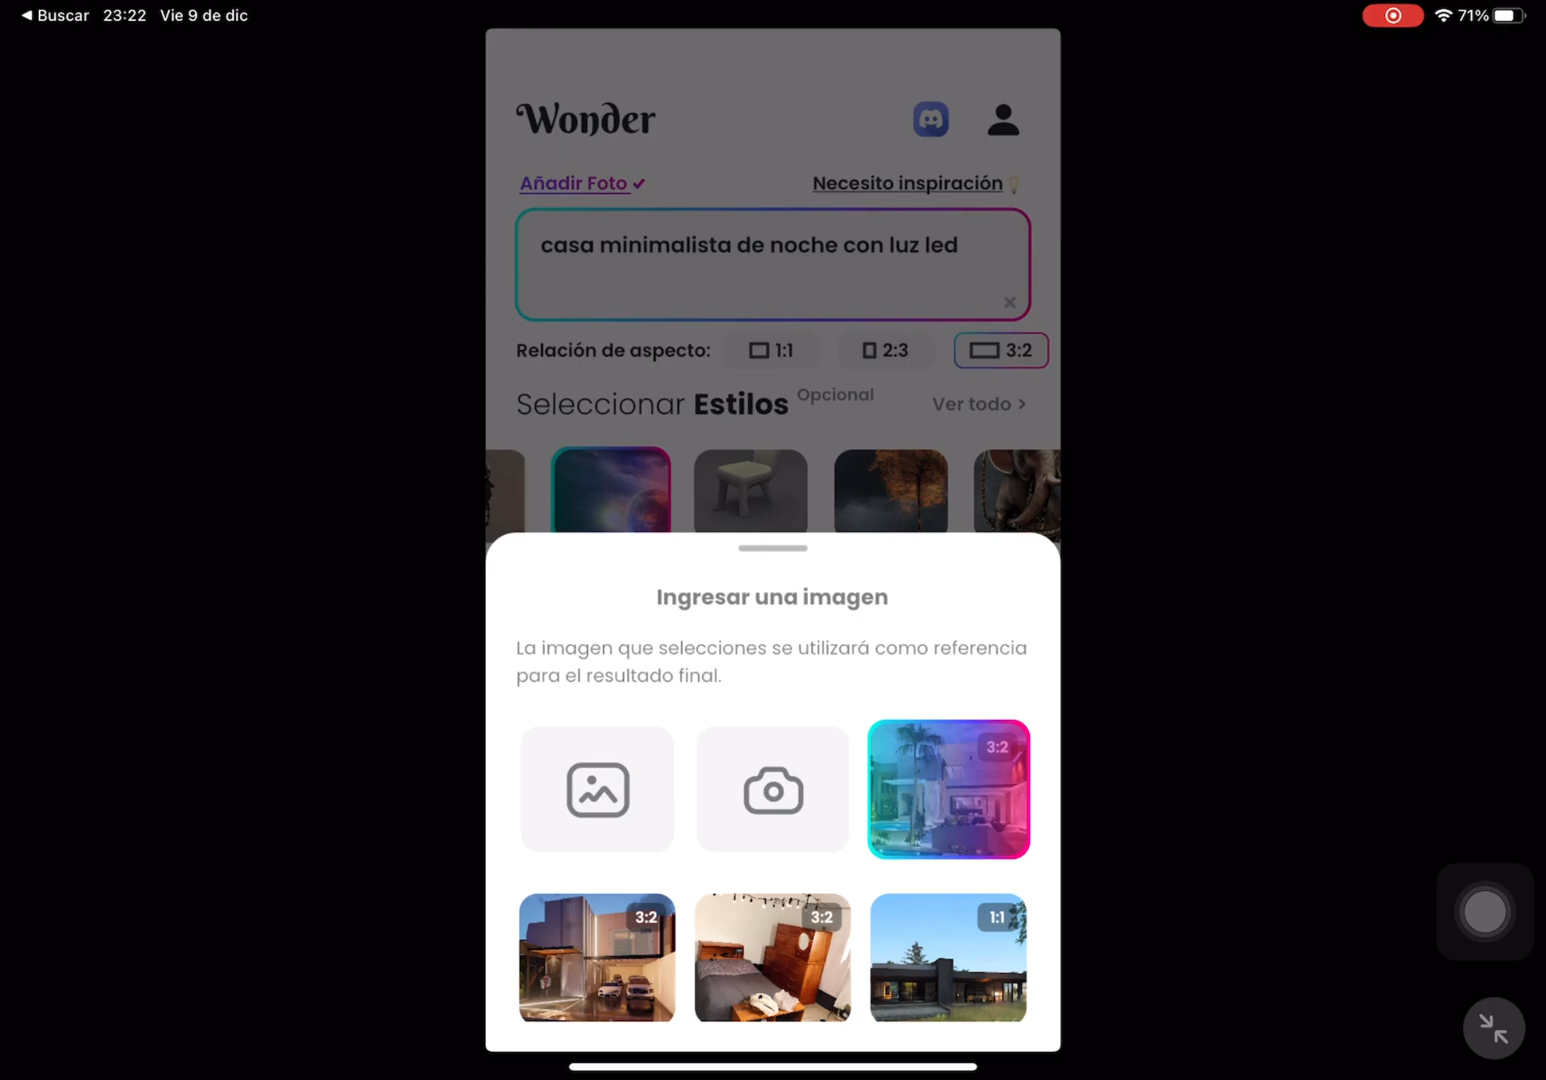 ◀ Buscar 23:22 Vie 9 de dic
71%
Wonder
Añadir Foto ✔
Necesito inspiración
casa minimalista de noche con luz led
Relación de aspecto: 1:1 2:3 3:2
Seleccionar Estilos Opcional
Ver todo >
Ingresar una imagen
La imagen que selecciones se utilizará como referencia
para el resultado final.
3:2
3:2
3:2
1:1